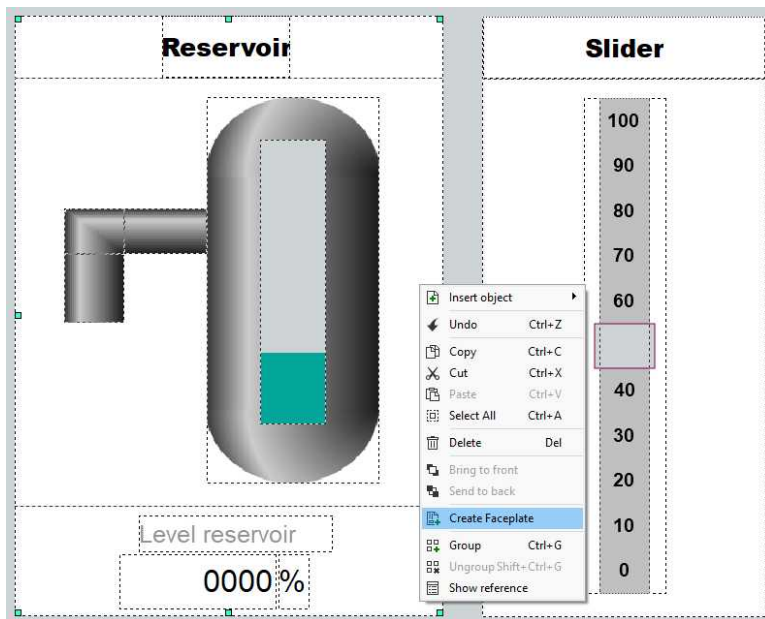 Reservoir
Level reservoir
0000 %
Slider
100
90
80
70
60
40
30
20
10
0
Insert object
Undo Ctrl+Z
Copy Ctrl+C
Cut Ctrl+X
Paste Ctrl+V
Select All Ctrl+A
Delete Del
Bring to front
Send to back
Create Faceplate
Group Ctrl+G
Ungroup Shift+Ctrl+G
Show reference